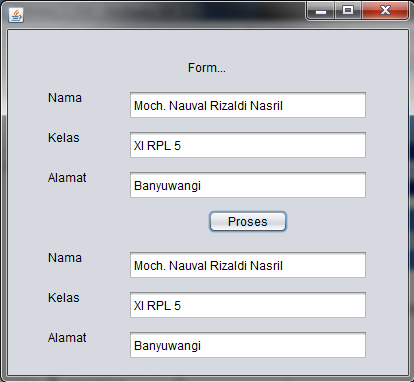 Form...
Nama Moch. Nauval Rizaldi Nasril
Kelas XI RPL 5
Alamat Banyuwangi
Proses
Nama Moch. Nauval Rizaldi Nasril
Kelas XI RPL 5
Alamat Banyuwangi